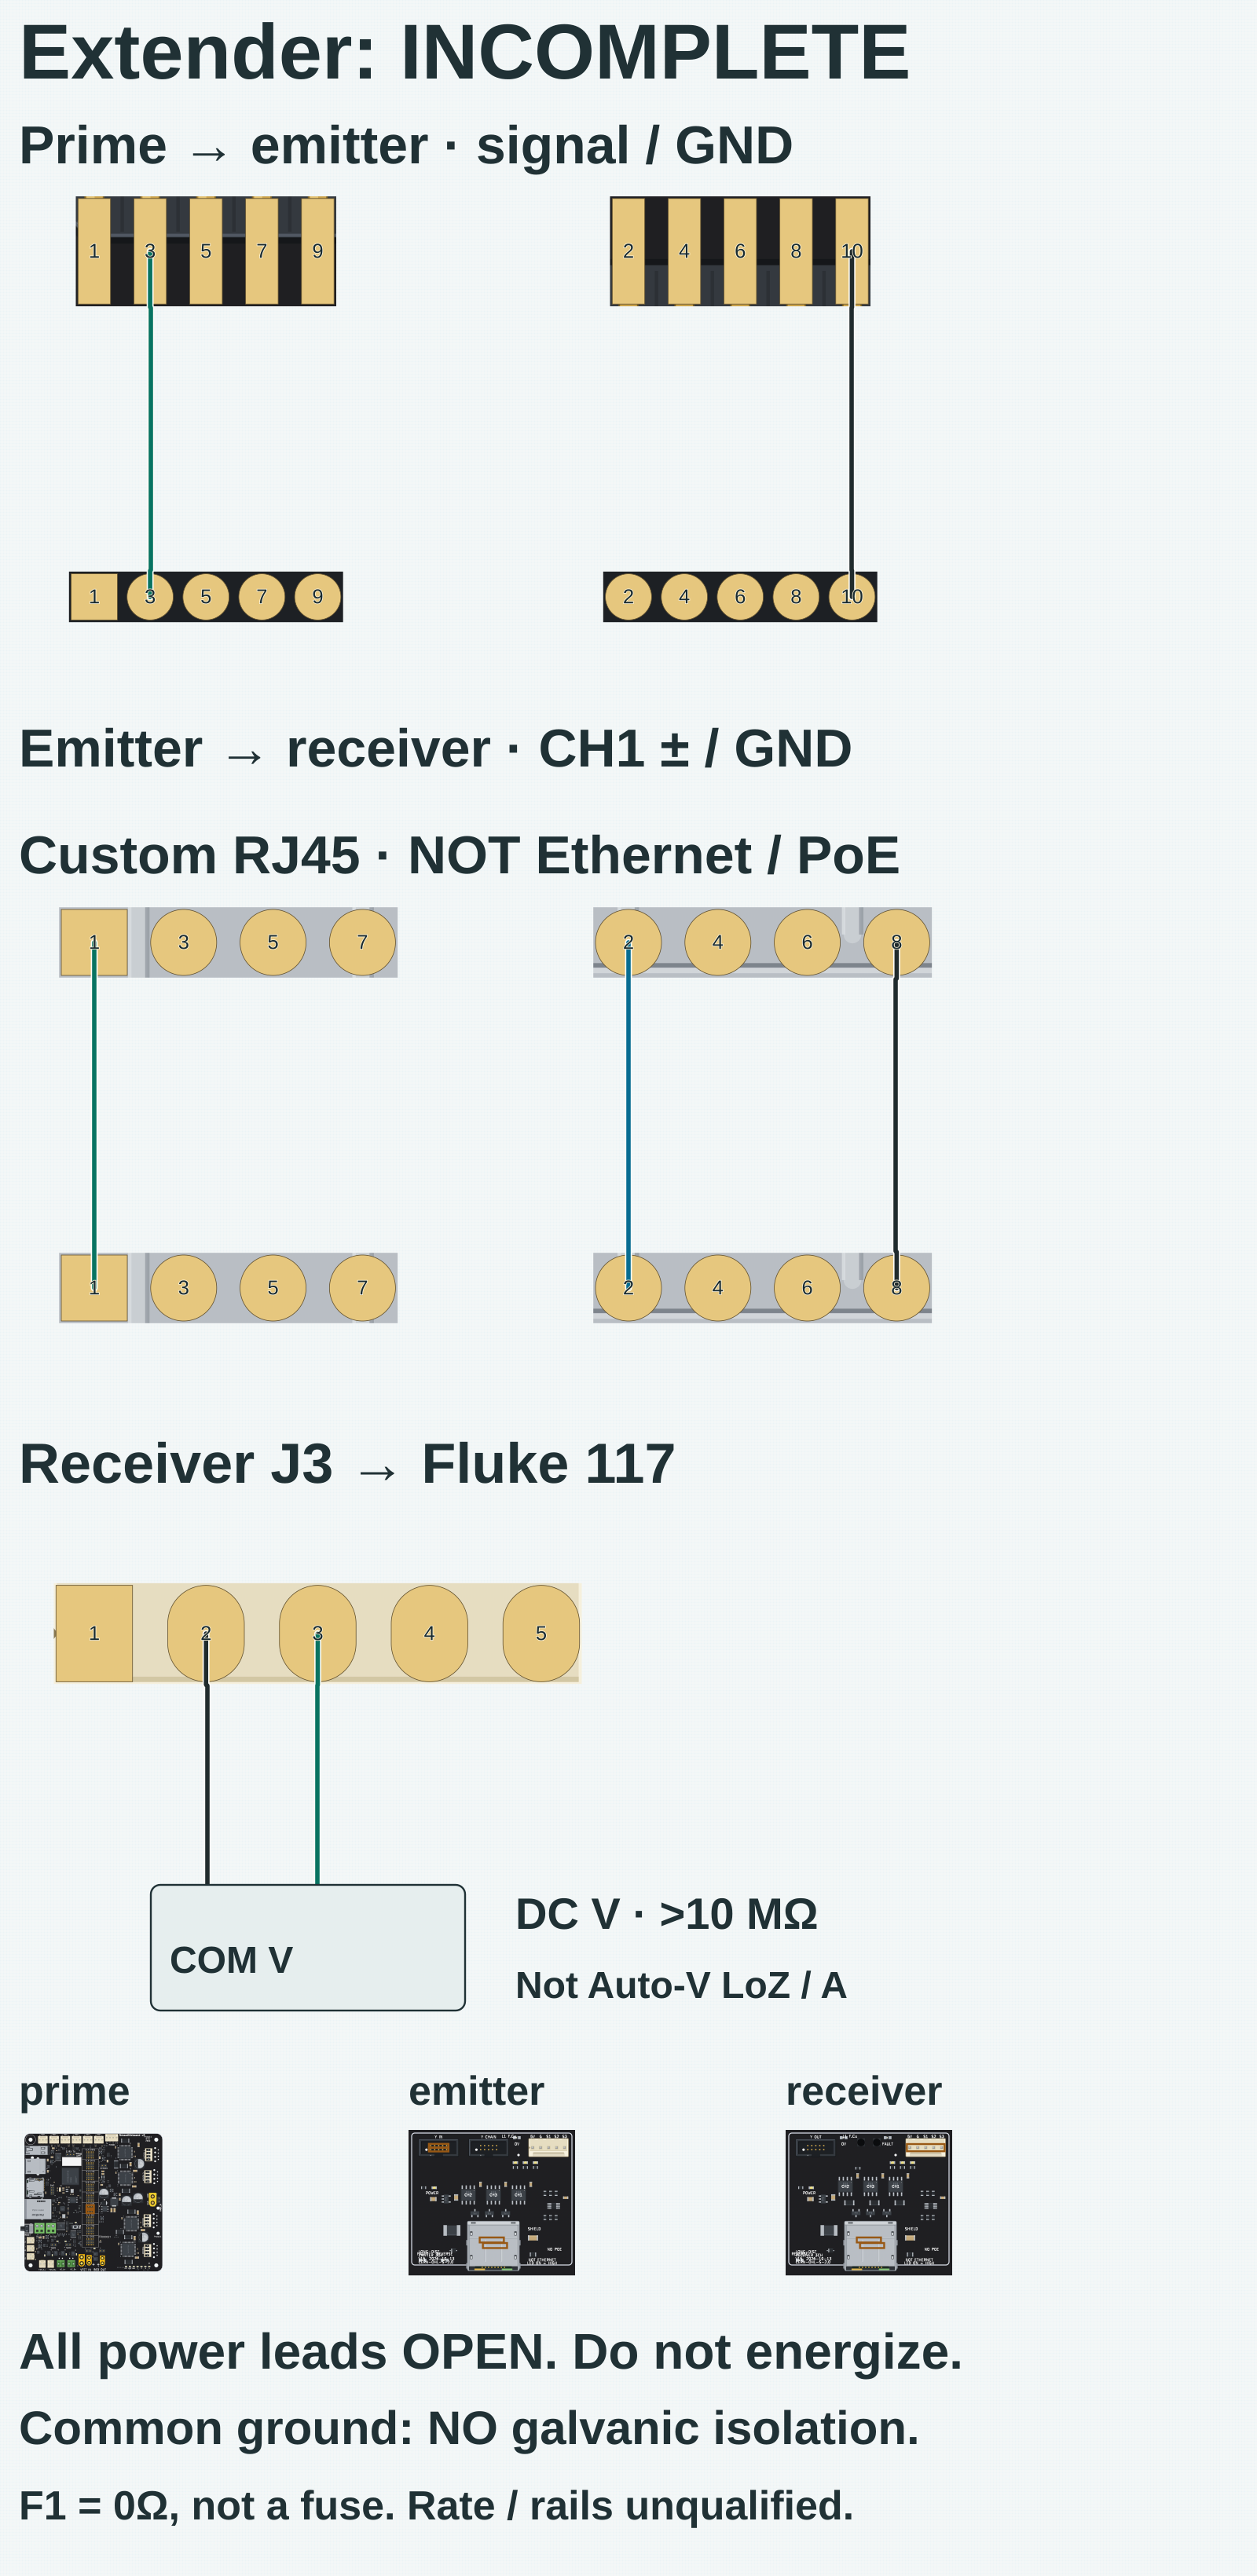 Extender: INCOMPLETE
Prime → emitter · signal / GND
1 3 5 7 9 2 4 6 8 10
1 3 5 7 9 2 4 6 8 10
Emitter → receiver · CH1 ± / GND
Custom RJ45 · NOT Ethernet / PoE
1 3 5 7 2 4 6 8
1 3 5 7 2 4 6 8
Receiver J3 → Fluke 117
1 2 3 4 5
DC V · >10 MΩ
COM V
Not Auto-V LoZ / A
prime emitter receiver
All power leads OPEN. Do not energize.
Common ground: NO galvanic isolation.
F1 = 0Ω, not a fuse. Rate / rails unqualified.